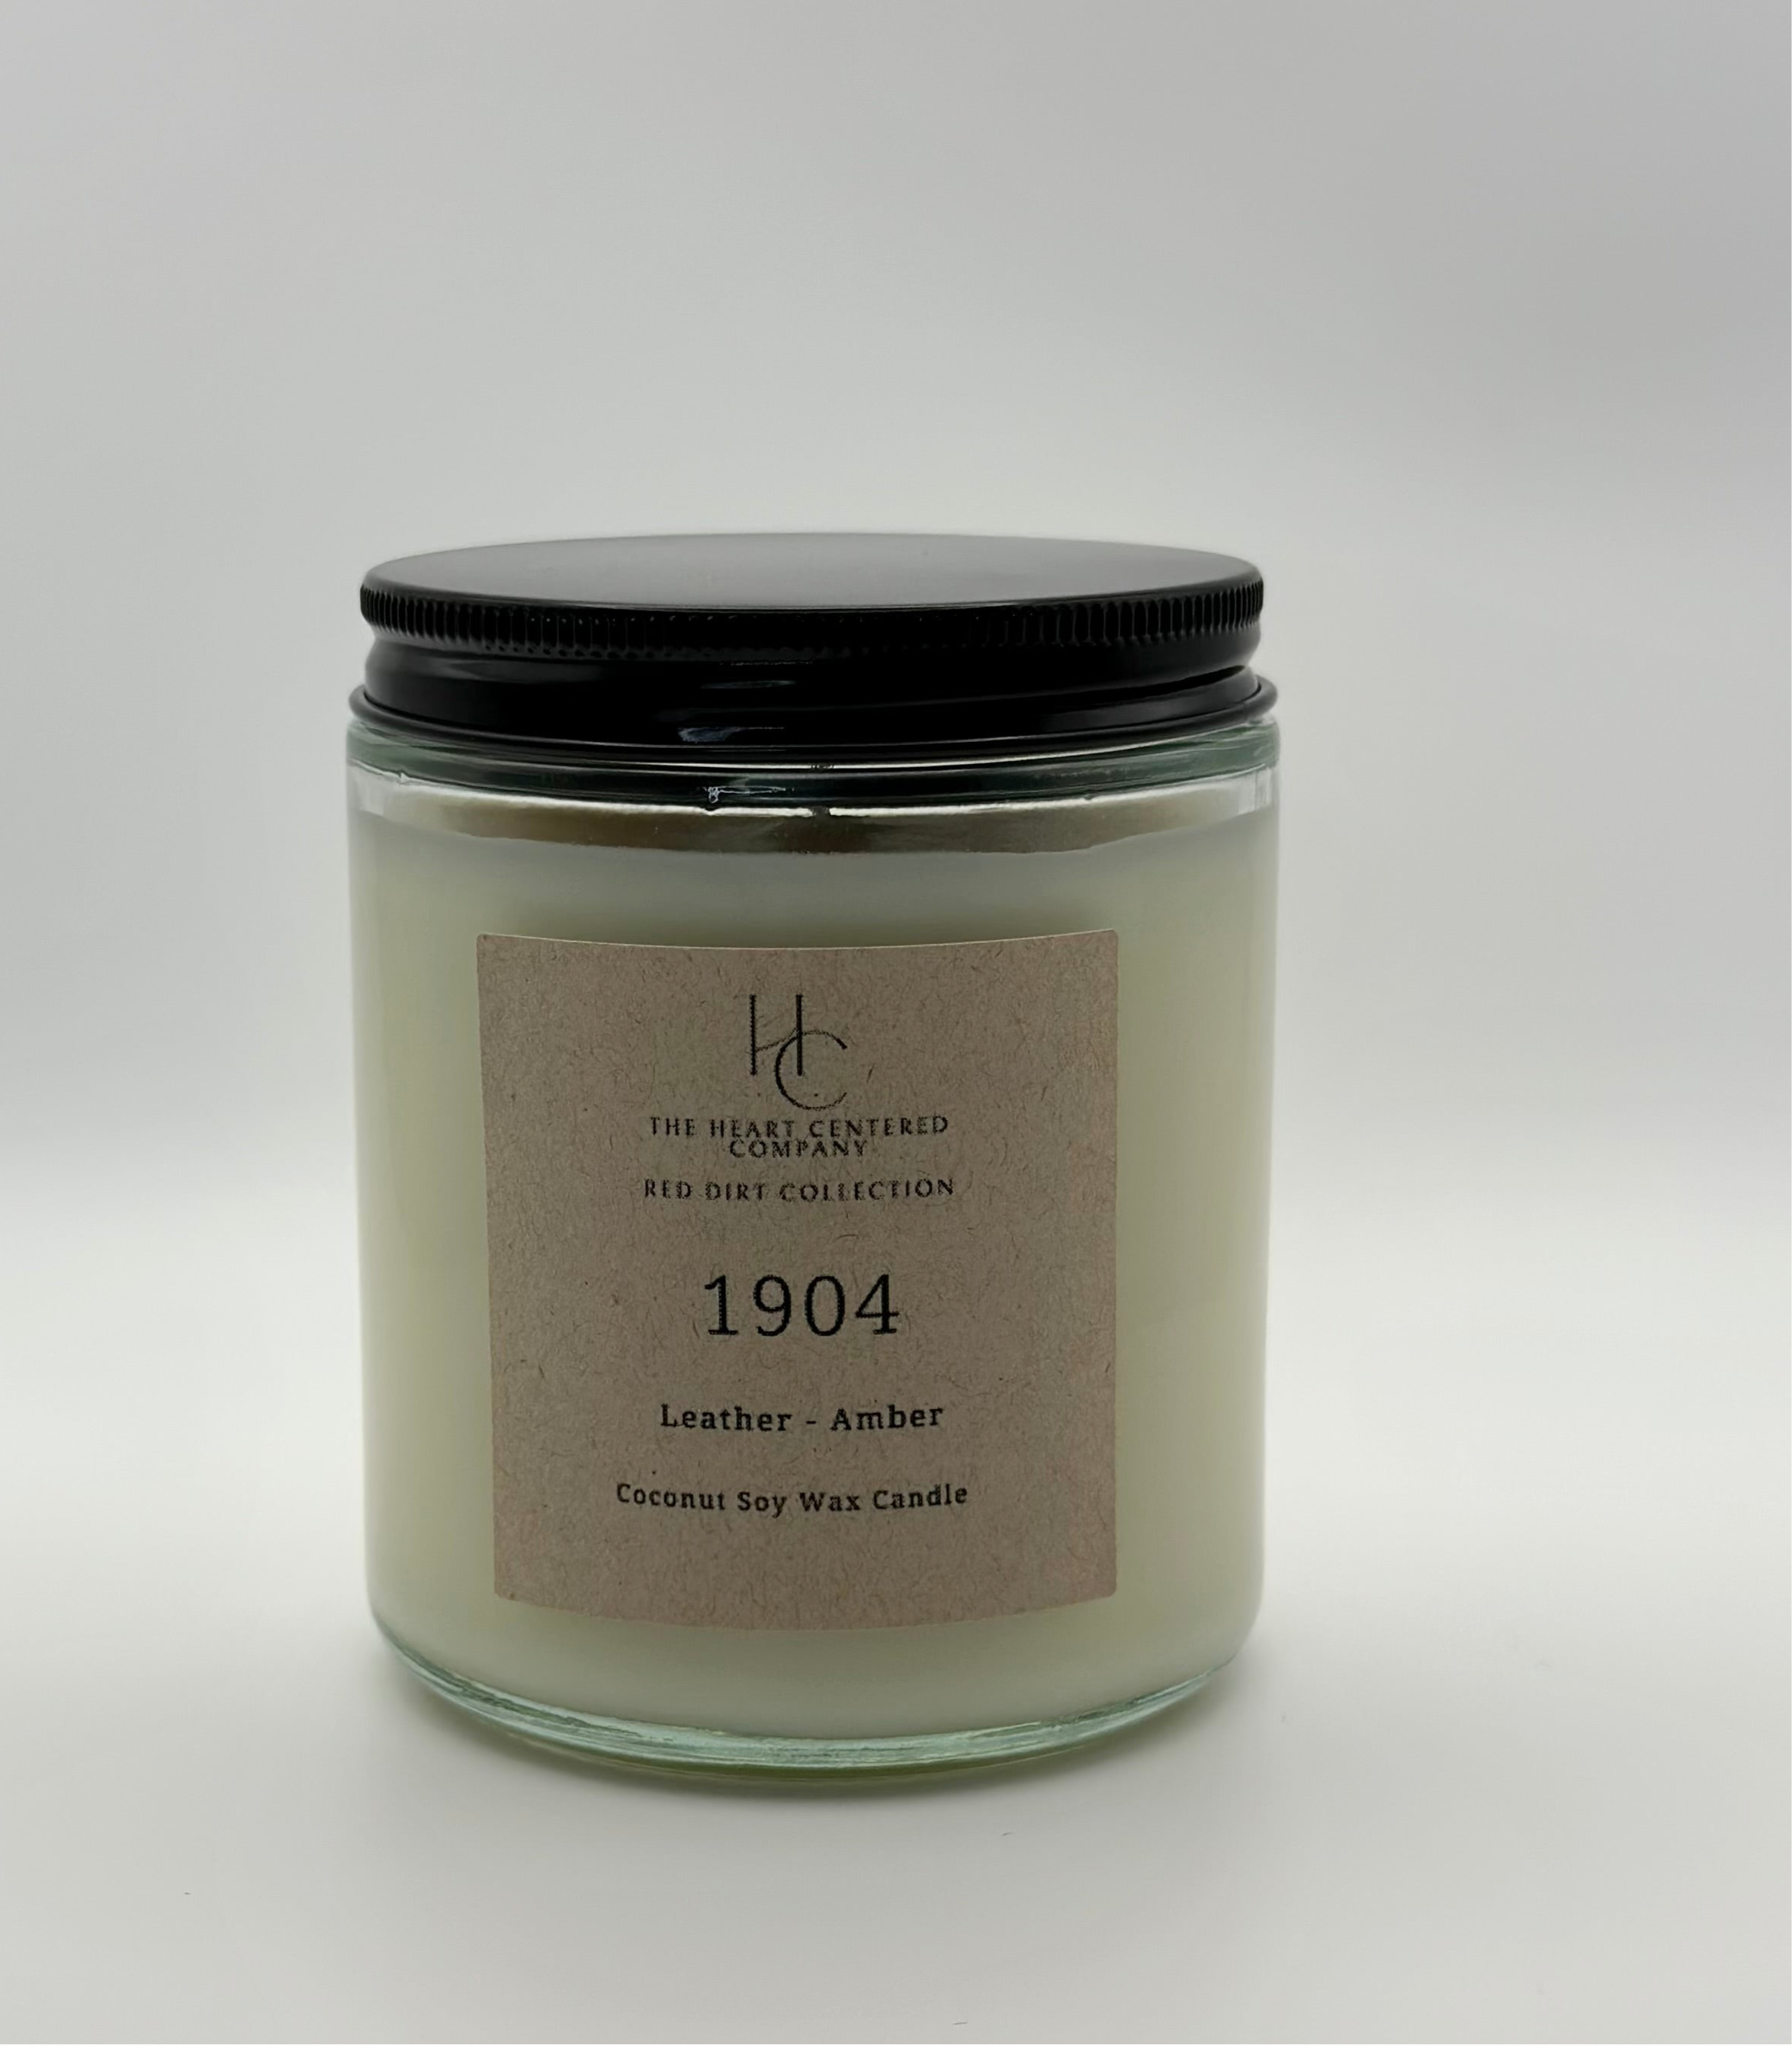 HC
THE HEART CENTERED
COMPANY
RED DIRT COLLECTION
1904
Leather - Amber
Coconut Soy Wax Candle